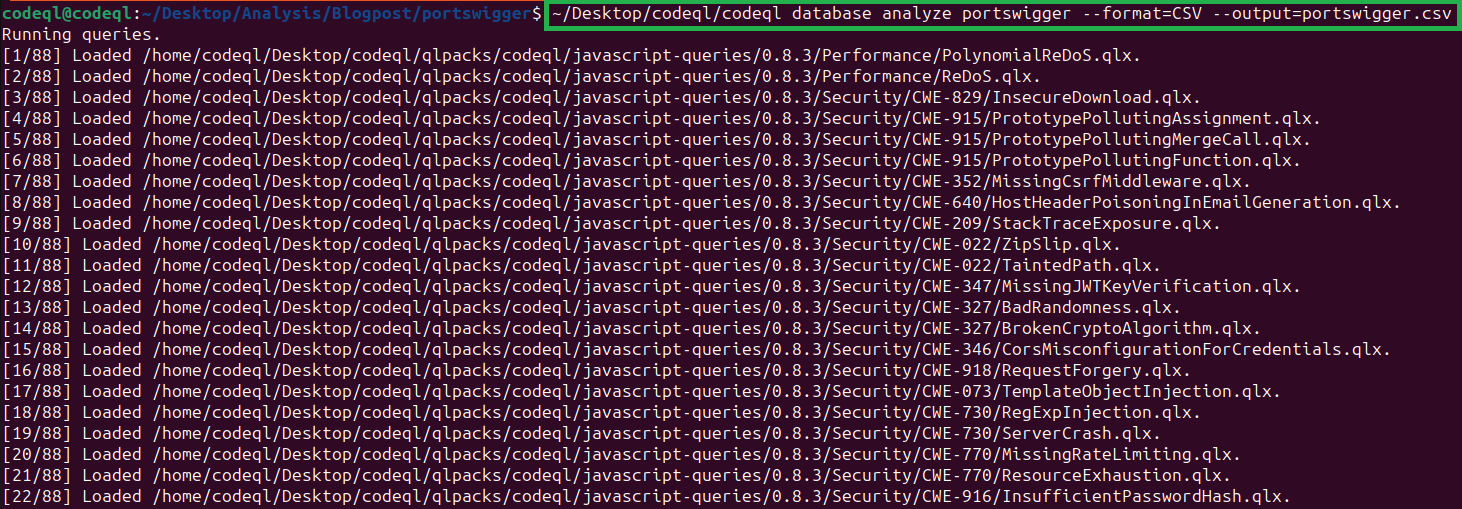 codeql@codeql:~/Desktop/Analysis/Blogpost/portswigger$ ~/Desktop/codeql/codeql database analyze portswigger --format=CSV --output=portswigger.csv
Running queries.
[1/88] Loaded /home/codeql/Desktop/codeql/qlpacks/codeql/javascript-queries/0.8.3/Performance/PolynomialReDoS.qlx.
[2/88] Loaded /home/codeql/Desktop/codeql/qlpacks/codeql/javascript-queries/0.8.3/Performance/ReDoS.qlx.
[3/88] Loaded /home/codeql/Desktop/codeql/qlpacks/codeql/javascript-queries/0.8.3/Security/CWE-829/InsecureDownload.qlx.
[4/88] Loaded /home/codeql/Desktop/codeql/qlpacks/codeql/javascript-queries/0.8.3/Security/CWE-915/PrototypePollutingAssignment.qlx.
[5/88] Loaded /home/codeql/Desktop/codeql/qlpacks/codeql/javascript-queries/0.8.3/Security/CWE-915/PrototypePollutingMergeCall.qlx.
[6/88] Loaded /home/codeql/Desktop/codeql/qlpacks/codeql/javascript-queries/0.8.3/Security/CWE-915/PrototypePollutingFunction.qlx.
[7/88] Loaded /home/codeql/Desktop/codeql/qlpacks/codeql/javascript-queries/0.8.3/Security/CWE-352/MissingCsrfMiddleware.qlx.
[8/88] Loaded /home/codeql/Desktop/codeql/qlpacks/codeql/javascript-queries/0.8.3/Security/CWE-640/HostHeaderPoisoningInEmailGeneration.qlx.
[9/88] Loaded /home/codeql/Desktop/codeql/qlpacks/codeql/javascript-queries/0.8.3/Security/CWE-209/StackTraceExposure.qlx.
[10/88] Loaded /home/codeql/Desktop/codeql/qlpacks/codeql/javascript-queries/0.8.3/Security/CWE-022/ZipSlip.qlx.
[11/88] Loaded /home/codeql/Desktop/codeql/qlpacks/codeql/javascript-queries/0.8.3/Security/CWE-022/TaintedPath.qlx.
[12/88] Loaded /home/codeql/Desktop/codeql/qlpacks/codeql/javascript-queries/0.8.3/Security/CWE-347/MissingJWTKeyVerification.qlx.
[13/88] Loaded /home/codeql/Desktop/codeql/qlpacks/codeql/javascript-queries/0.8.3/Security/CWE-327/BadRandomness.qlx.
[14/88] Loaded /home/codeql/Desktop/codeql/qlpacks/codeql/javascript-queries/0.8.3/Security/CWE-327/BrokenCryptoAlgorithm.qlx.
[15/88] Loaded /home/codeql/Desktop/codeql/qlpacks/codeql/javascript-queries/0.8.3/Security/CWE-346/CorsMisconfigurationForCredentials.qlx.
[16/88] Loaded /home/codeql/Desktop/codeql/qlpacks/codeql/javascript-queries/0.8.3/Security/CWE-918/RequestForgery.qlx.
[17/88] Loaded /home/codeql/Desktop/codeql/qlpacks/codeql/javascript-queries/0.8.3/Security/CWE-073/TemplateObjectInjection.qlx.
[18/88] Loaded /home/codeql/Desktop/codeql/qlpacks/codeql/javascript-queries/0.8.3/Security/CWE-730/RegExpInjection.qlx.
[19/88] Loaded /home/codeql/Desktop/codeql/qlpacks/codeql/javascript-queries/0.8.3/Security/CWE-730/ServerCrash.qlx.
[20/88] Loaded /home/codeql/Desktop/codeql/qlpacks/codeql/javascript-queries/0.8.3/Security/CWE-770/MissingRateLimiting.qlx.
[21/88] Loaded /home/codeql/Desktop/codeql/qlpacks/codeql/javascript-queries/0.8.3/Security/CWE-770/ResourceExhaustion.qlx.
[22/88] Loaded /home/codeql/Desktop/codeql/qlpacks/codeql/javascript-queries/0.8.3/Security/CWE-916/InsufficientPasswordHash.qlx.